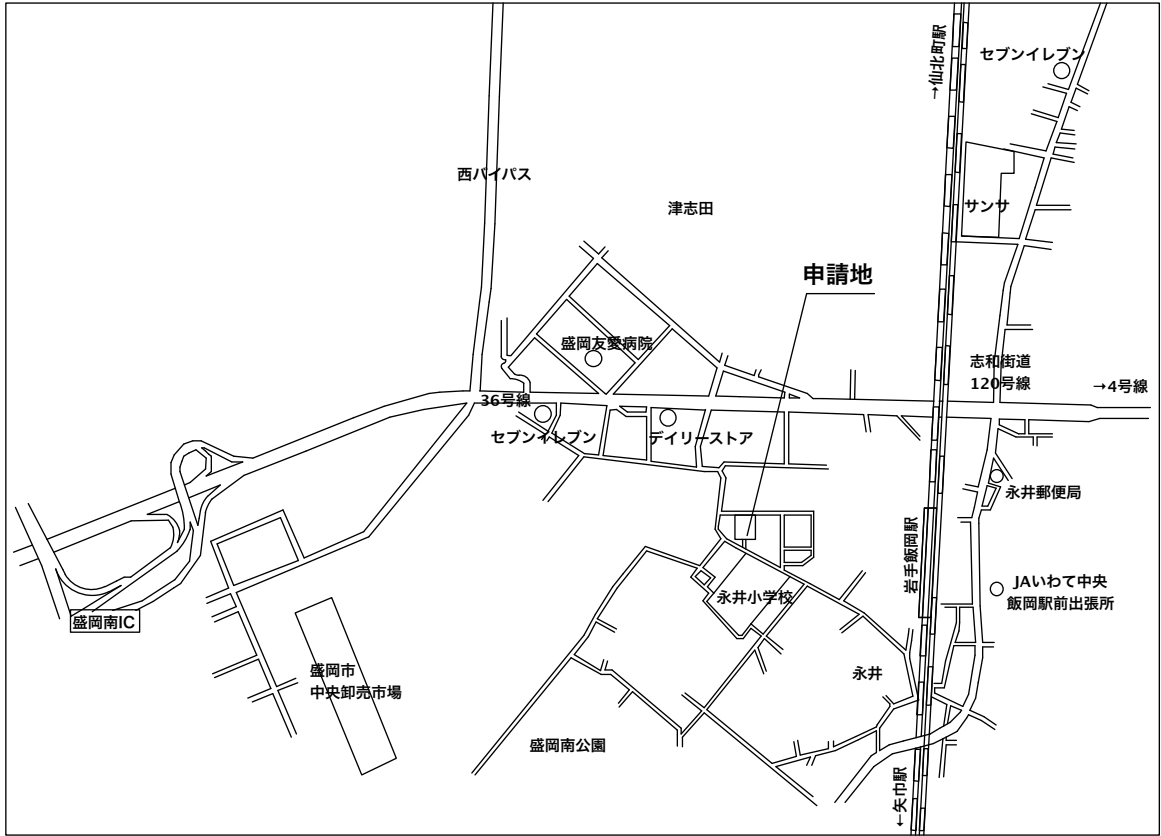 →仙北町駅
セブンイレブン
西バイパス
津志田
サンサ
申請地
盛岡友愛病院
志和街道
120号線
→4号線
36号線
セブンイレブン
デイリーストア
永井郵便局
岩手飯岡駅
JAいわて中央
飯岡駅前出張所
永井小学校
盛岡南IC
盛岡市
中央卸売市場
永井
盛岡南公園
←矢巾駅